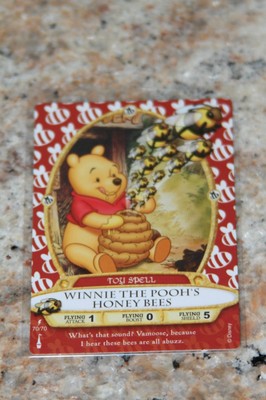 TOY SPELL
WINNIE THE POOH'S
HONEY BEES
FLYING ATTACK 1 FLYING BOOST 0 FLYING SHIELD 5
70/70
What's that sound? Vamoose, because
I hear these bees are all abuzz.
© Disney